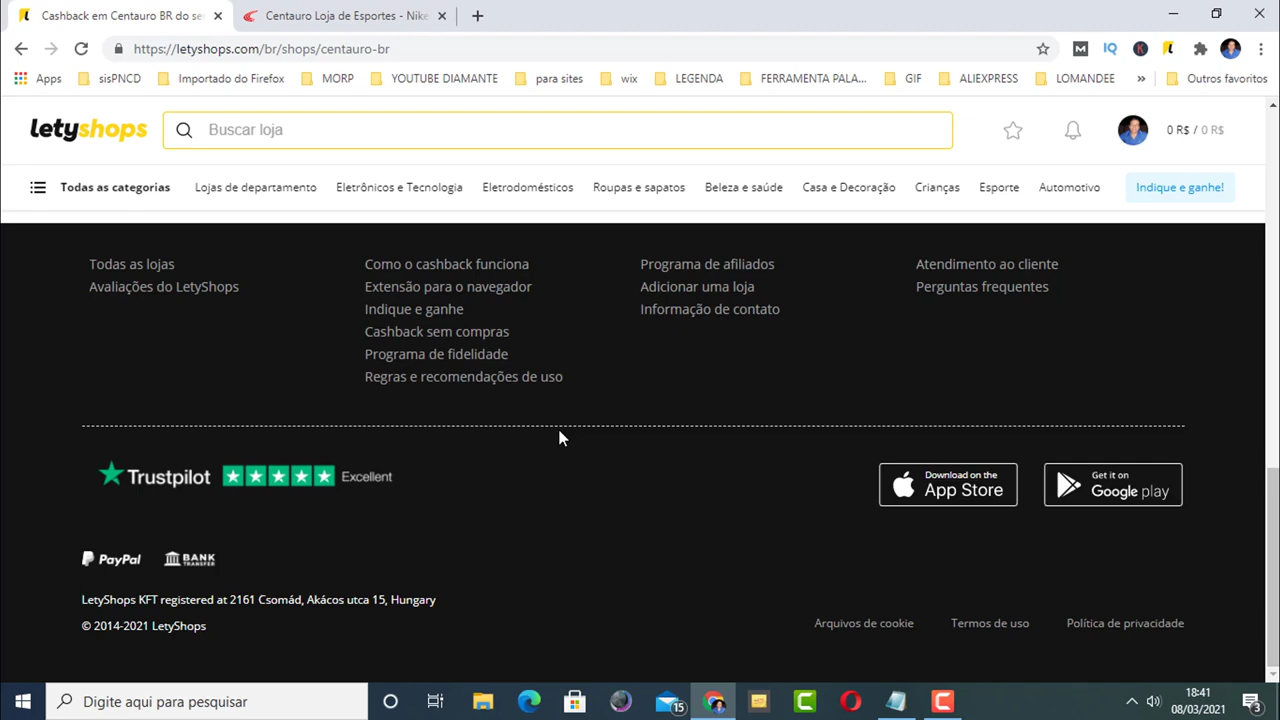 Cashback em Centauro BR do se
Centauro Loja de Esportes - Nike
https://letyshops.com/br/shops/centauro-br
Apps sisPNCD Importado do Firefox MORP YOUTUBE DIAMANTE para sites wix LEGENDA FERRAMENTA PALA... GIF ALIEXPRESS LOMANDEE » Outros favoritos
letyshops Buscar loja 0 R$ / 0 R$
Todas as categorias Lojas de departamento Eletrônicos e Tecnologia Eletrodomésticos Roupas e sapatos Beleza e saúde Casa e Decoração Crianças Esporte Automotivo Indique e ganhe!
Todas as lojas Como o cashback funciona Programa de afiliados Atendimento ao cliente
Avaliações do LetyShops Extensão para o navegador Adicionar uma loja Perguntas frequentes
Indique e ganhe Informação de contato
Cashback sem compras
Programa de fidelidade
Regras e recomendações de uso
Trustpilot Excellent
Download on the
App Store
Get it on
Google play
PayPal BANK
TRANSFER
LetyShops KFT registered at 2161 Csomád, Akácos utca 15, Hungary
© 2014-2021 LetyShops
Arquivos de cookie Termos de uso Política de privacidade
Digite aqui para pesquisar
15
18:41
08/03/2021
3